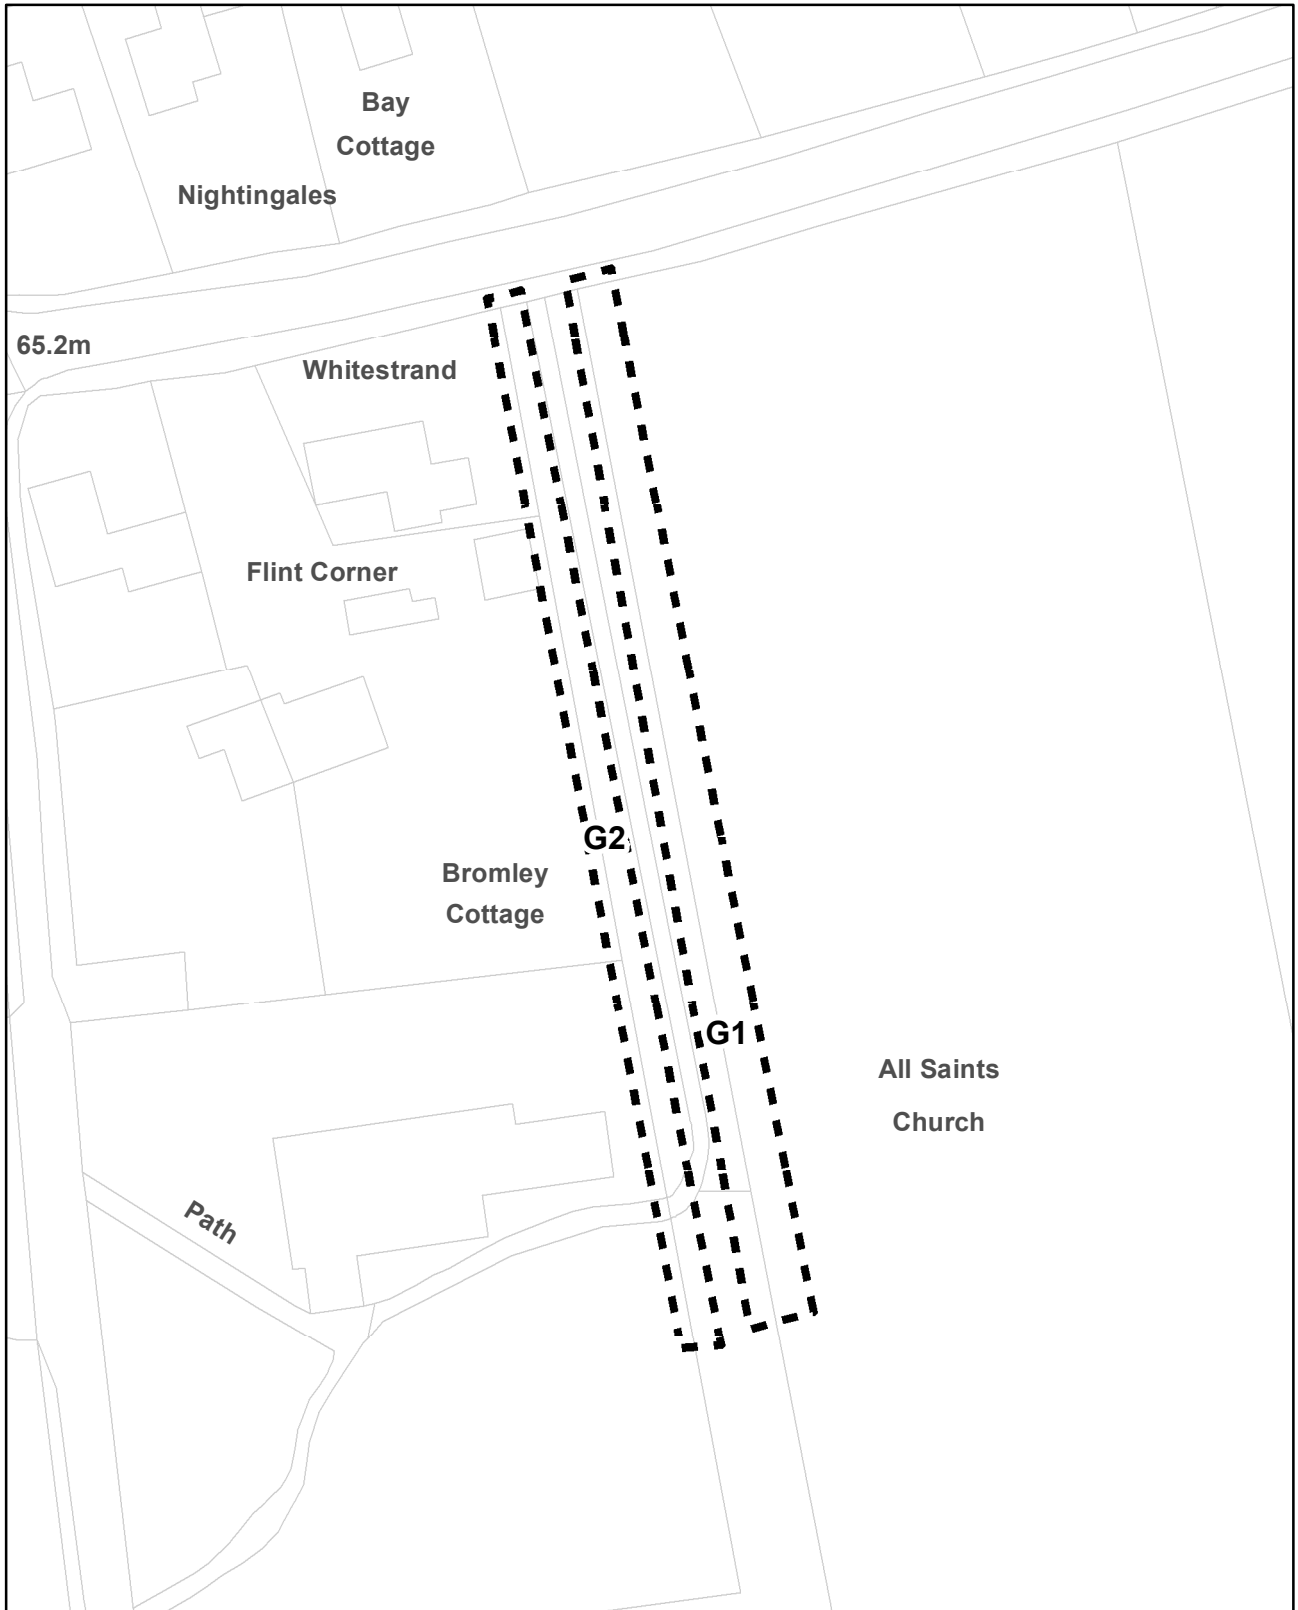 Bay
Cottage
Nightingales
65.2m
Whitestrand
Flint Corner
G2
Bromley
Cottage
G1
All Saints
Church
Path